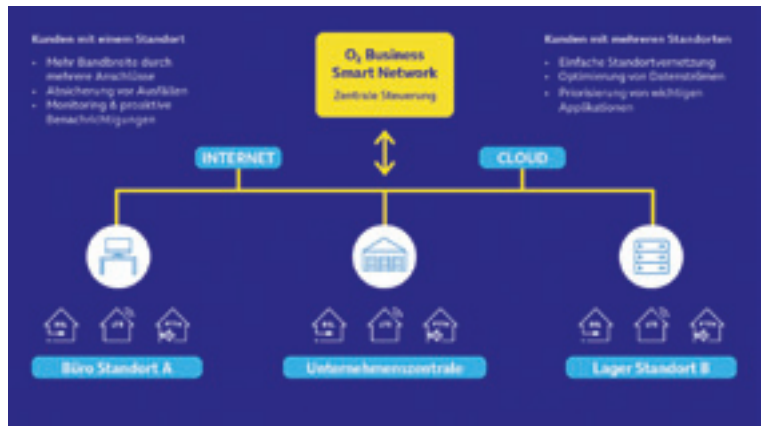 Kunden mit einem Standort
• Mehr Bandbreite durch
mehrere Anschlüsse
• Absicherung vor Ausfällen
• Monitoring & proaktive
Benachrichtigungen
O₂ Business
Smart Network
Zentrale Steuerung
Kunden mit mehreren Standorten
• Einfache Standortvernetzung
• Optimierung von Datenströmen
• Priorisierung von wichtigen
Applikationen
INTERNET
CLOUD
Büro Standort A
Unternehmenszentrale
Lager Standort B